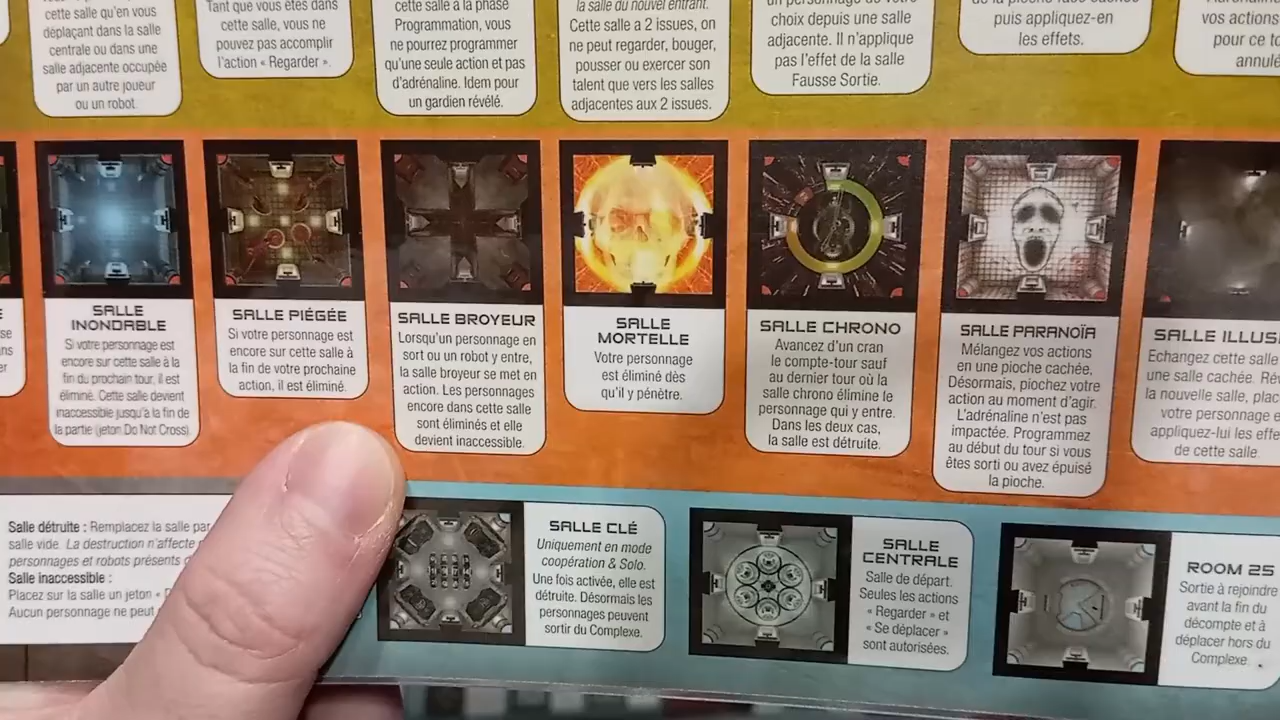 cette salle qu'en vous
déplaçant dans la salle
centrale ou dans une
salle adjacente occupée
par un autre joueur
ou un robot.
Tant que vous êtes dans
cette salle, vous ne
pouvez pas accomplir
l'action « Regarder ».
cette salle à la phase
Programmation, vous
ne pourrez programmer
qu'une seule action et pas
d'adrénaline. Idem pour
un gardien révélé.
la salle du nouvel entrant.
Cette salle a 2 issues, on
ne peut regarder, bouger,
pousser ou exercer son
talent que vers les salles
adjacentes aux 2 issues.
choix depuis une salle
adjacente. Il n'applique
pas l'effet de la salle
Fausse Sortie.
puis appliquez-en
les effets.
vos actions
pour ce
annulé
SALLE
INONDABLE
Si votre personnage est
encore sur cette salle à la
fin du prochain tour, il est
éliminé. Cette salle devient
inaccessible jusqu'à la fin de
la partie (jeton Do Not Cross).
SALLE PIÉGÉE
Si votre personnage est
encore sur cette salle à
la fin de votre prochaine
action, il est éliminé.
SALLE BROYEUR
Lorsqu'un personnage en
sort ou un robot y entre,
la salle broyeur se met en
action. Les personnages
encore dans cette salle
sont éliminés et elle
devient inaccessible.
SALLE
MORTELLE
Votre personnage
est éliminé dès
qu'il y pénètre.
SALLE CHRONO
Avancez d'un cran
le compte-tour sauf
au dernier tour où la
salle chrono élimine le
personnage qui y entre.
Dans les deux cas,
la salle est détruite.
SALLE PARANOÏA
Mélangez vos actions
en une pioche cachée.
Désormais, piochez votre
action au moment d'agir.
L'adrénaline n'est pas
impactée. Programmez
au début du tour si vous
êtes sorti ou avez épuisé
la pioche.
SALLE ILLUS
Echangez cette salle
une salle cachée. Rév
la nouvelle salle, plac
votre personnage e
appliquez-lui les effe
de cette salle.
Salle détruite : Remplacez la salle par
salle vide. La destruction n'affecte
personnages et robots présents
Salle inaccessible :
Placez sur la salle un jeton «
Aucun personnage ne peut
SALLE CLÉ
Uniquement en mode
coopération & Solo.
Une fois activée, elle est
détruite. Désormais les
personnages peuvent
sortir du Complexe.
SALLE
CENTRALE
Salle de départ.
Seules les actions
« Regarder » et
« Se déplacer »
sont autorisées.
ROOM 25
Sortie à rejoindre
avant la fin du
décompte et à
déplacer hors du
Complexe.